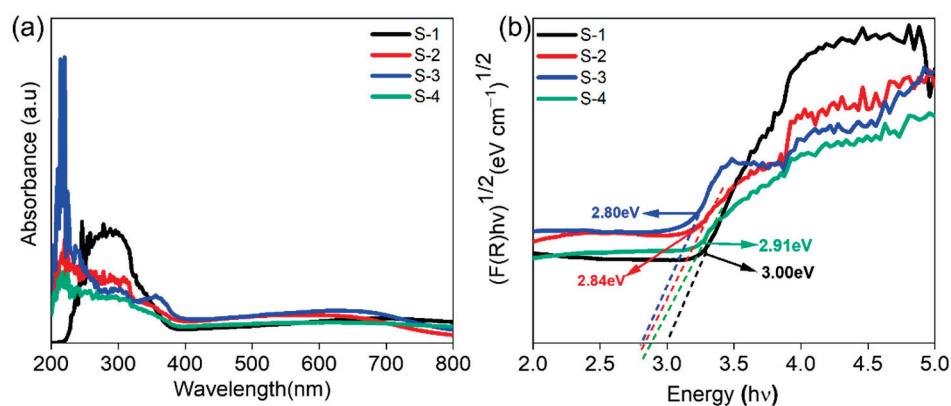 (a)
S-1
S-2
S-3
S-4
Absorbance (a.u)
200 300 400 500 600 700 800
Wavelength(nm)
(b)
S-1
S-2
S-3
S-4
(F(R)hv)^1/2(eV cm⁻¹)^1/2
2.80eV
2.84eV
2.91eV
3.00eV
2.0 2.5 3.0 3.5 4.0 4.5 5.0
Energy (hν)